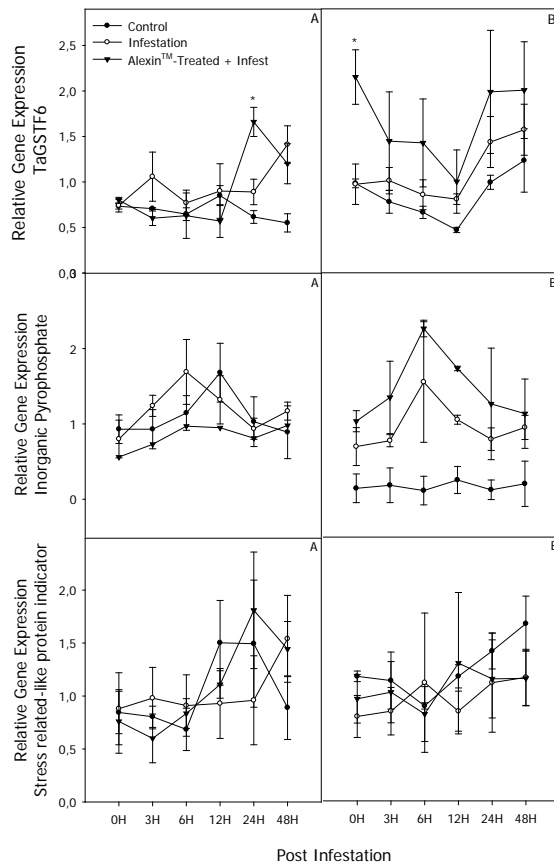 A
Control
Infestation
Alexin™-Treated + Infest
B
Relative Gene Expression
TaGSTF6
2,5
2,0
1,5
1,0
0,5
0,0
*
*
A
B
Relative Gene Expression
Inorganic Pyrophosphate
3
2
1
0
A
B
Relative Gene Expression
Stress related-like protein indicator
2,0
1,5
1,0
0,5
0,0
0H 3H 6H 12H 24H 48H
0H 3H 6H 12H 24H 48H
Post Infestation